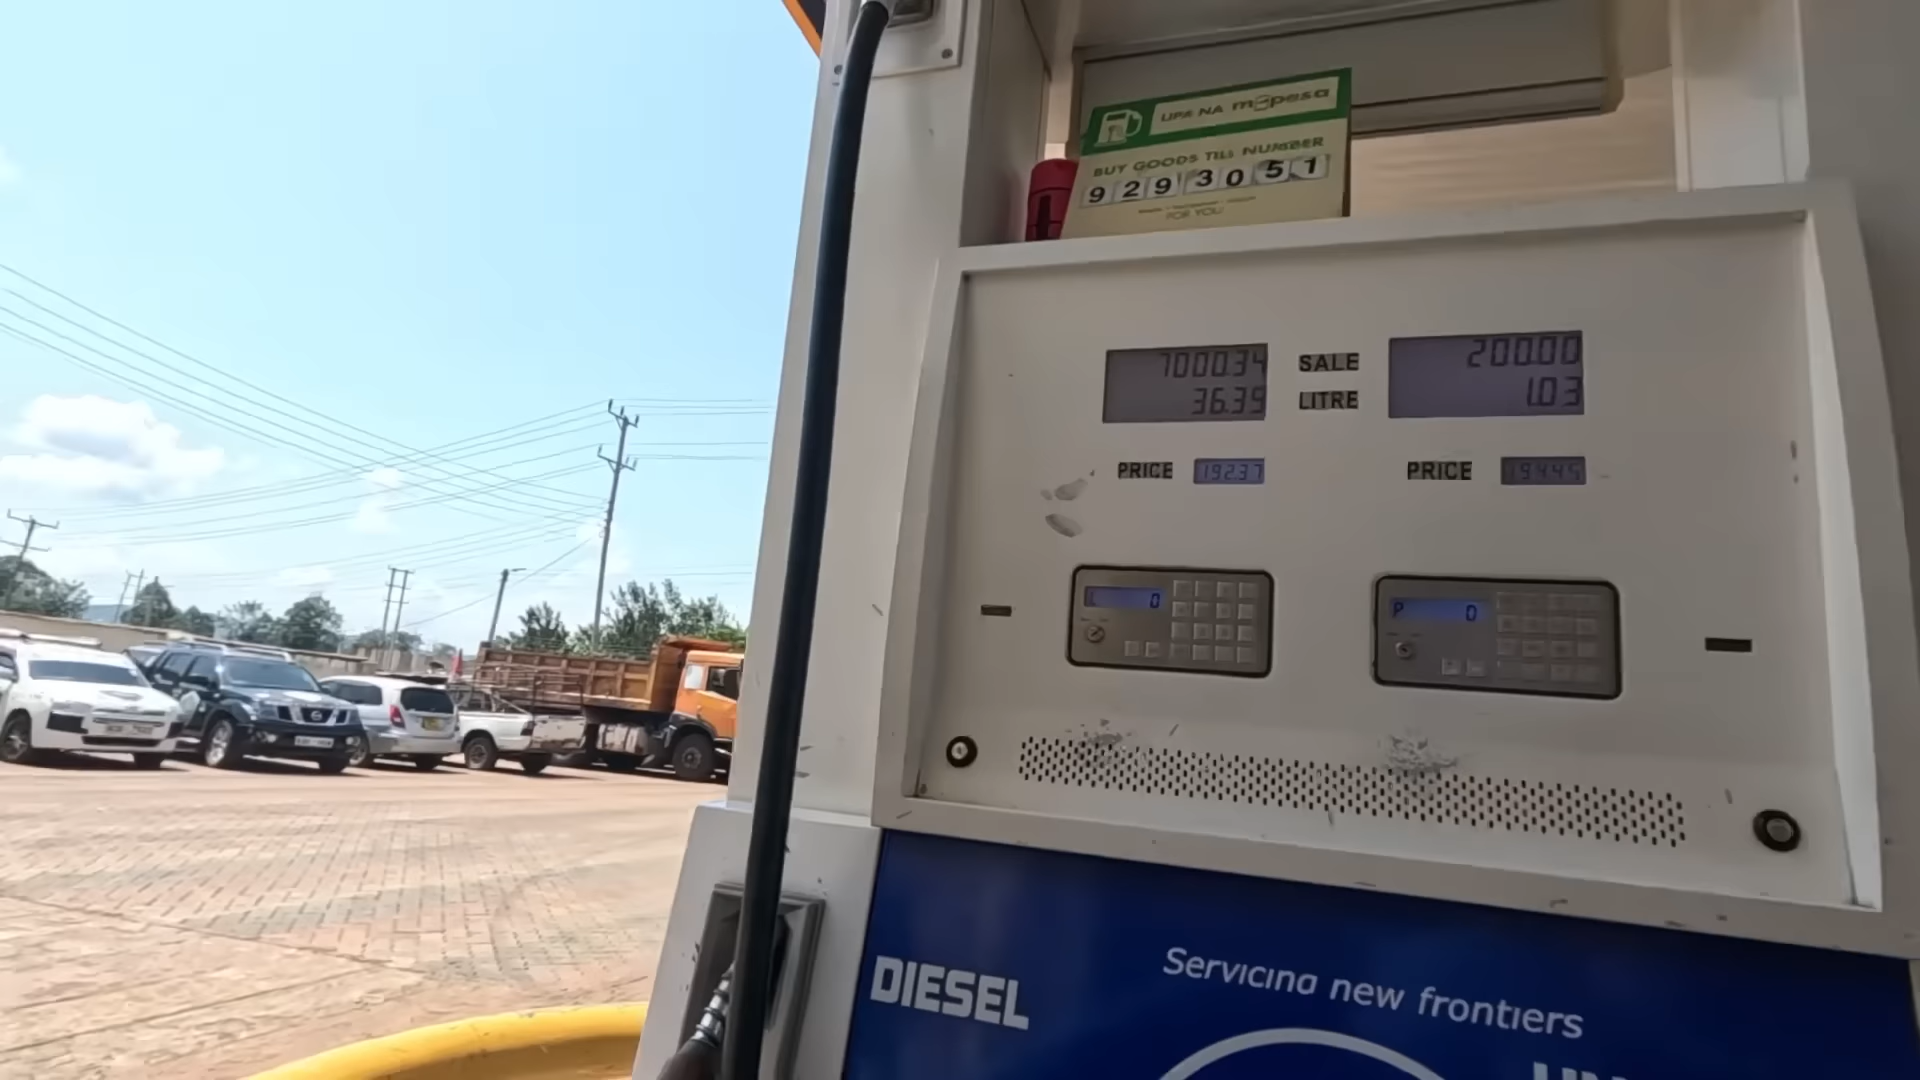 LIPA NA m-pesa
BUY GOODS TILL NUMBER
9293051
FOR YOU
7000.34 SALE 200.00
36.39 LITRE 1.03
PRICE 192.37 PRICE 194.45
L 0
P 0
DIESEL
Servicing new frontiers